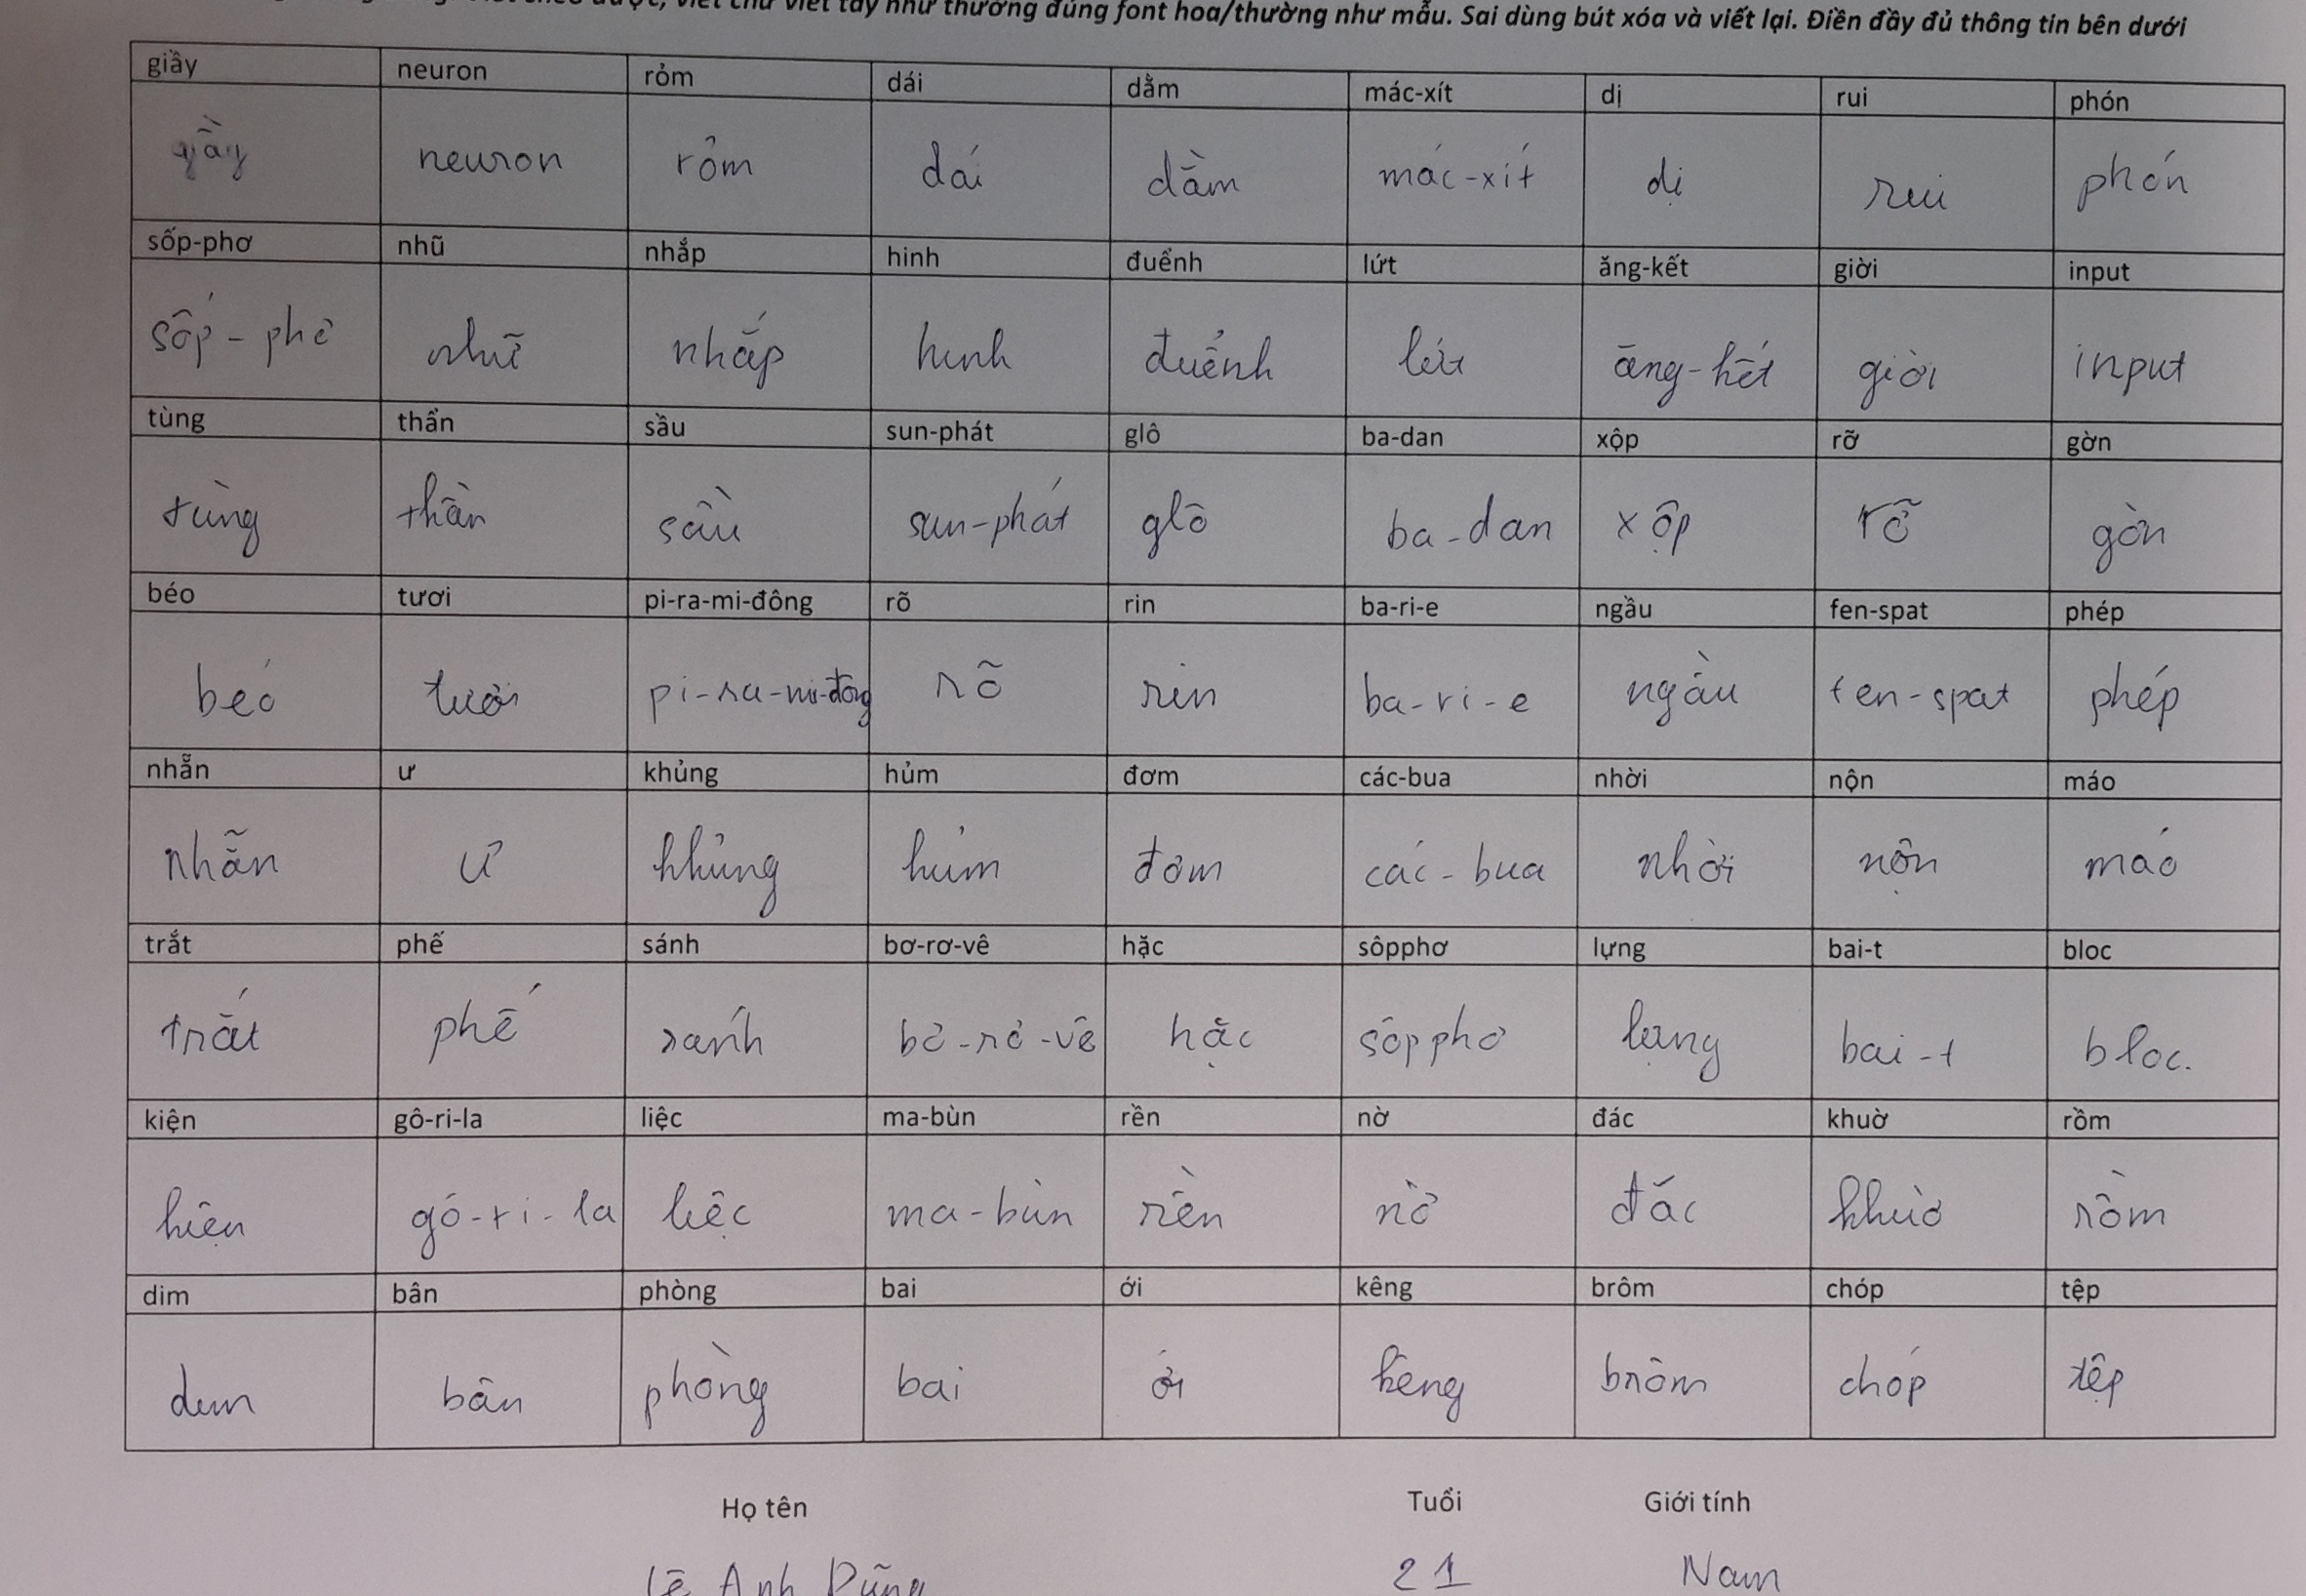 viết chữ viết tay như thường đúng font hoa/thường như mẫu. Sai dùng bút xóa và viết lại. Điền đầy đủ thông tin bên dưới
giầy neuron rỏm dái dằm mác-xít dị rui phón
giầy neuron rỏm dái dằm mác-xít dị rui phón
sốp-phơ nhũ nhắp hinh đuểnh lứt ăng-kết giời input
sốp-phơ nhũ nhắp hinh đuểnh lứt ăng-kết giời input
tùng thẩn sầu sun-phát glô ba-dan xộp rỡ gờn
tùng thẩn sầu sun-phát glô ba-dan xộp rỡ gờn
béo tươi pi-ra-mi-đông rõ rin ba-ri-e ngầu fen-spat phép
béo tươi pi-ra-mi-đông rõ rin ba-ri-e ngầu fen-spat phép
nhẵn ư khủng hủm đơm các-bua nhời nộn máo
nhẵn ư khủng hủm đơm các-bua nhời nộn máo
trắt phế sánh bơ-rơ-vê hặc sôpphơ lựng bai-t bloc
trắt phế sánh bơ-rơ-vê hặc sôpphơ lựng bai-t bloc.
kiện gô-ri-la liệc ma-bùn rền nờ đác khuờ rồm
kiện gô-ri-la liệc ma-bùn rền nờ đác khuờ rồm
dim bân phòng bai ới kêng brôm chóp tệp
dim bân phòng bai ới kêng brôm chóp tệp
Họ tên Tuổi Giới tính
Lê Anh Dũng 21 Nam